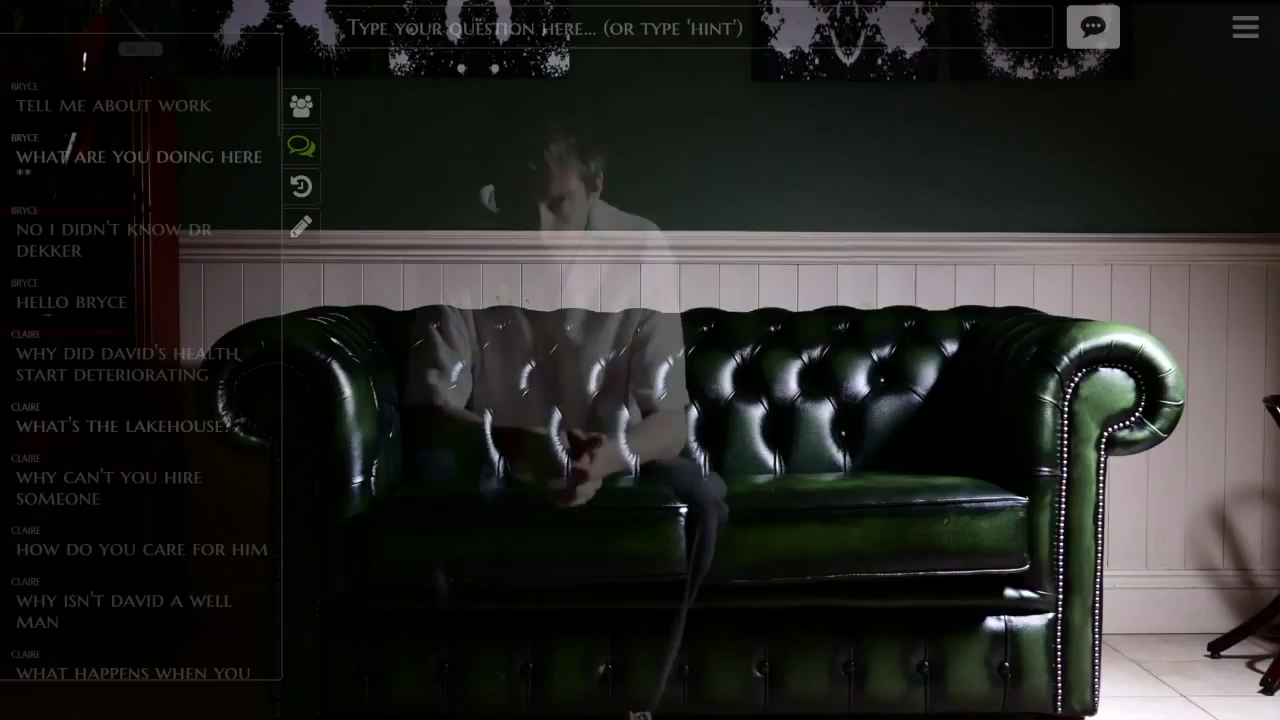 Type your question here... (or type 'hint')
BRYCE
TELL ME ABOUT WORK
BRYCE
WHAT ARE YOU DOING HERE
**
BRYCE
NO I DIDN'T KNOW DR
DEKKER
BRYCE
HELLO BRYCE
CLAIRE
WHY DID DAVID'S HEALTH
START DETERIORATING
CLAIRE
WHAT'S THE LAKEHOUSE?*
CLAIRE
WHY CAN'T YOU HIRE
SOMEONE
CLAIRE
HOW DO YOU CARE FOR HIM
CLAIRE
WHY ISN'T DAVID A WELL
MAN
CLAIRE
WHAT HAPPENS WHEN YOU